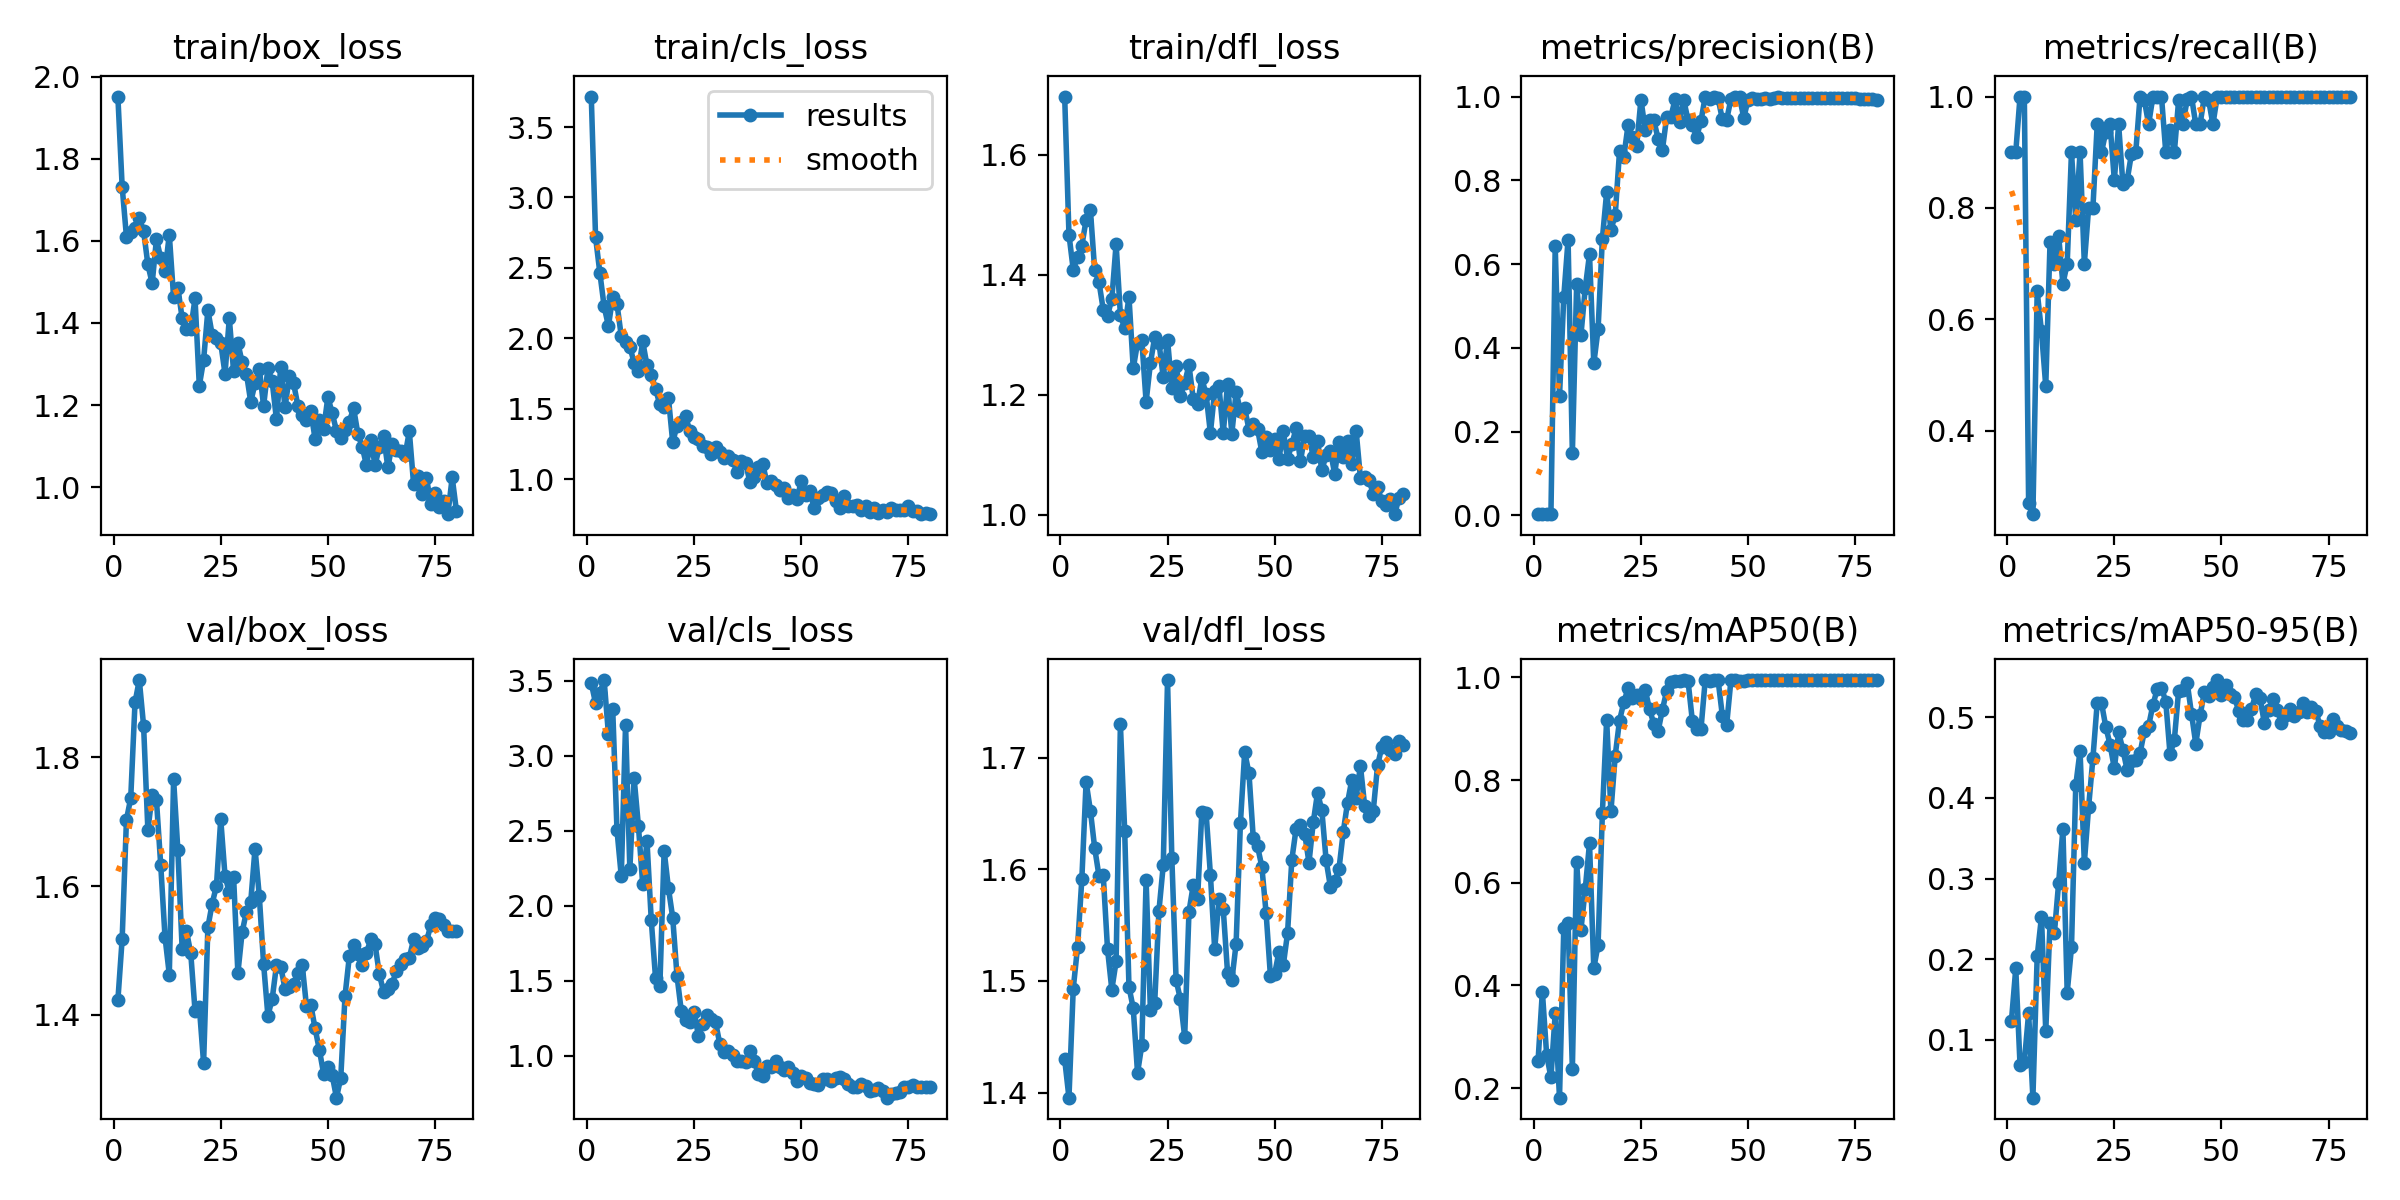 train/box_loss
2.0
1.8
1.6
1.4
1.2
1.0
0 25 50 75
train/cls_loss
results
smooth
3.5
3.0
2.5
2.0
1.5
1.0
0 25 50 75
train/dfl_loss
1.6
1.4
1.2
1.0
0 25 50 75
metrics/precision(B)
1.0
0.8
0.6
0.4
0.2
0.0
0 25 50 75
metrics/recall(B)
1.0
0.8
0.6
0.4
0 25 50 75
val/box_loss
1.8
1.6
1.4
0 25 50 75
val/cls_loss
3.5
3.0
2.5
2.0
1.5
1.0
0 25 50 75
val/dfl_loss
1.7
1.6
1.5
1.4
0 25 50 75
metrics/mAP50(B)
1.0
0.8
0.6
0.4
0.2
0 25 50 75
metrics/mAP50-95(B)
0.5
0.4
0.3
0.2
0.1
0 25 50 75